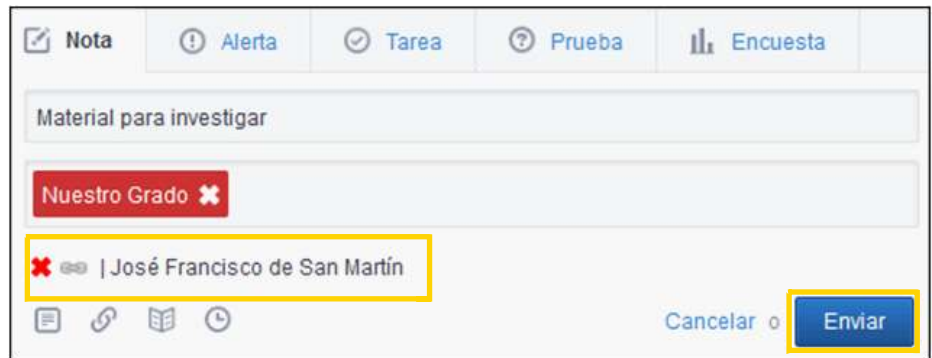 Nota Alerta Tarea Prueba Encuesta
Material para investigar
Nuestro Grado
| José Francisco de San Martín
Cancelar o Enviar